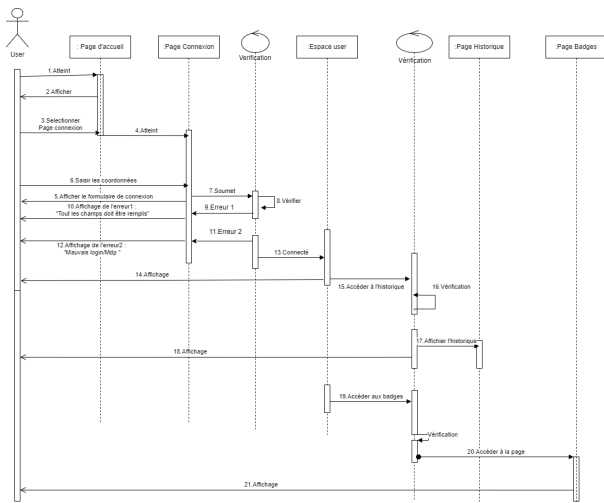 : Page d'accueil
:Page Connexion
Verification
:Espace user
Vérification
:Page Historique
:Page Badges
User
1.Atteint
2.Afficher
3.Selectionner
Page connexion
4.Atteint
6.Saisir les coordonnées
7.Soumet
5.Afficher le formulaire de connexion
8.Vérifier
10.Affichage de l'erreur1 :
"Tout les champs doit être remplis"
9.Erreur 1
11.Erreur 2
12.Affichage de l'erreur2 :
"Mauvais login/Mdp "
13.Connecté
14.Affichage
15.Accéder à l'historique
16.Vérification
17.Affichier l'historique
18.Affichage
19.Accéder aux badges
Vérification
20.Accéder à la page
21.Affichage